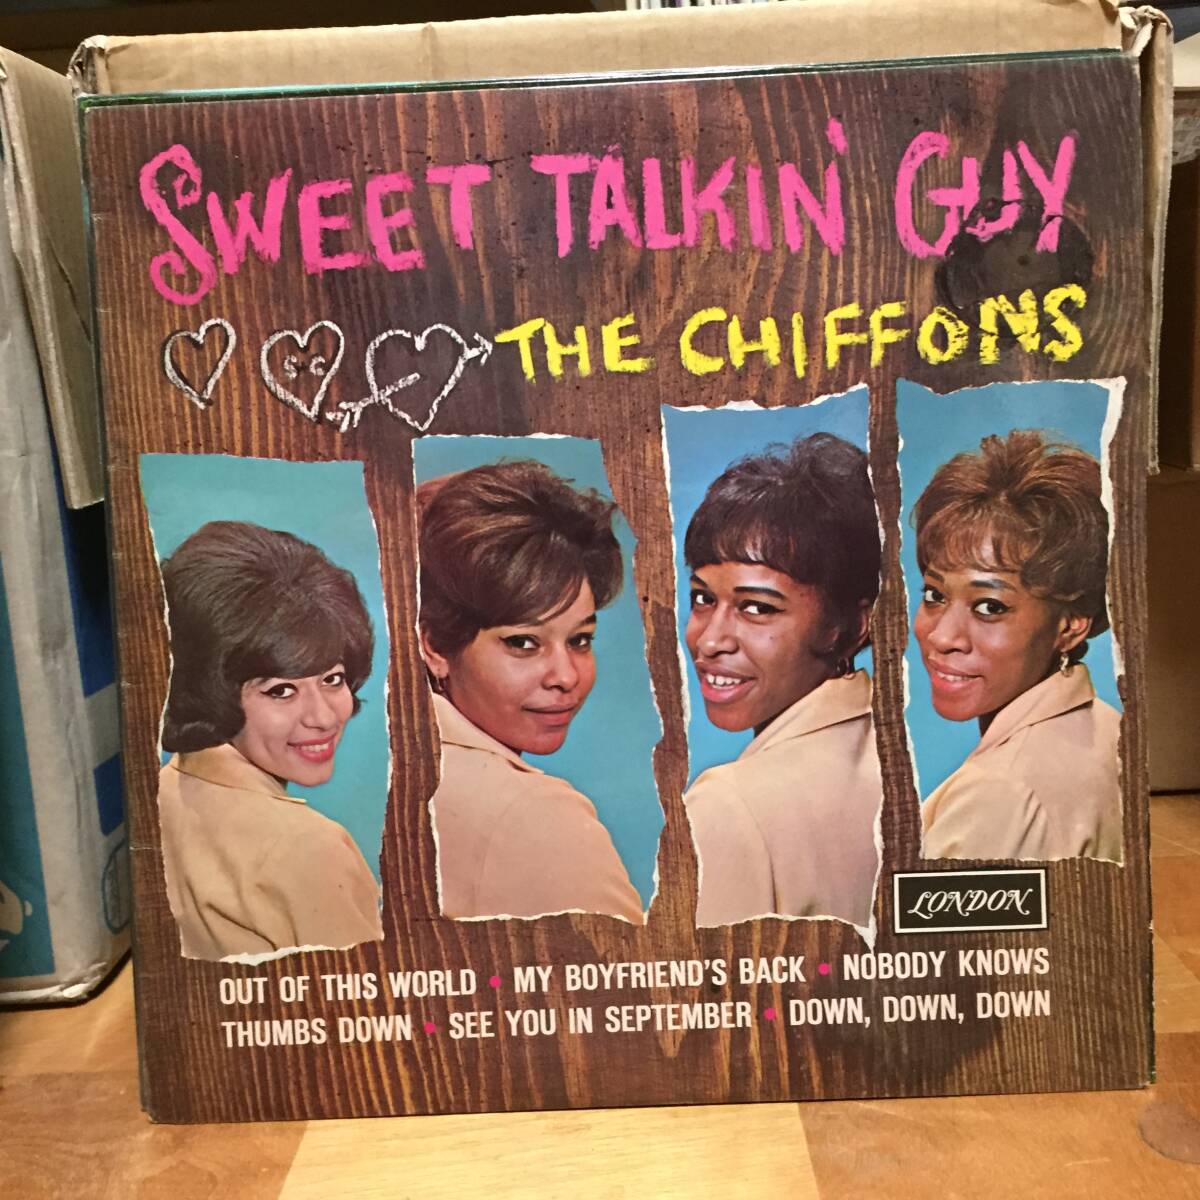 SWEET TALKIN' GUY
S C
THE CHIFFONS
LONDON
OUT OF THIS WORLD • MY BOYFRIEND'S BACK • NOBODY KNOWS
THUMBS DOWN • SEE YOU IN SEPTEMBER • DOWN, DOWN, DOWN